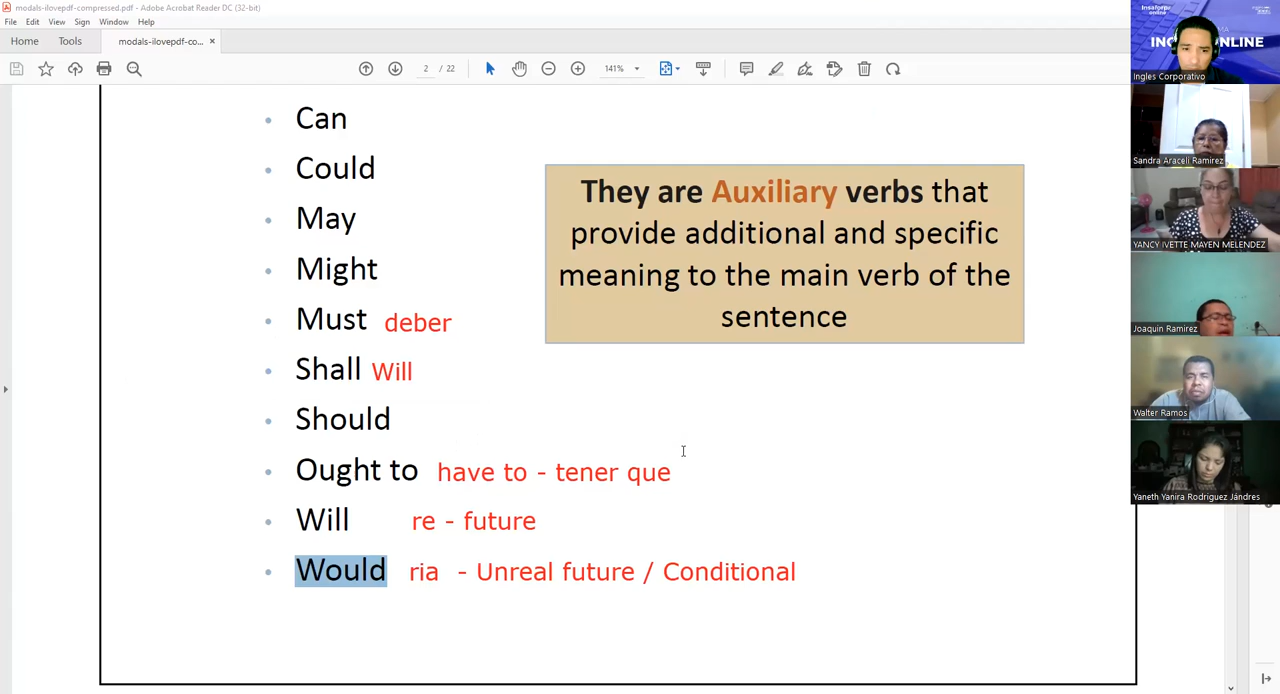 modals-ilovepdf-compressed.pdf - Adobe Acrobat Reader DC (32-bit)
File Edit View Sign Window Help
Home Tools modals-ilovepdf-co... ×
2 / 22 141%
Can
Could
May
Might
Must deber
Shall Will
Should
Ought to have to - tener que
Will re - future
Would ria - Unreal future / Conditional
They are Auxiliary verbs that
provide additional and specific
meaning to the main verb of the
sentence
Ingles Corporativo
Sandra Araceli Ramirez
YANCY IVETTE MAYEN MELENDEZ
Joaquin Ramirez
Walter Ramos
Yaneth Yanira Rodriguez Jándres